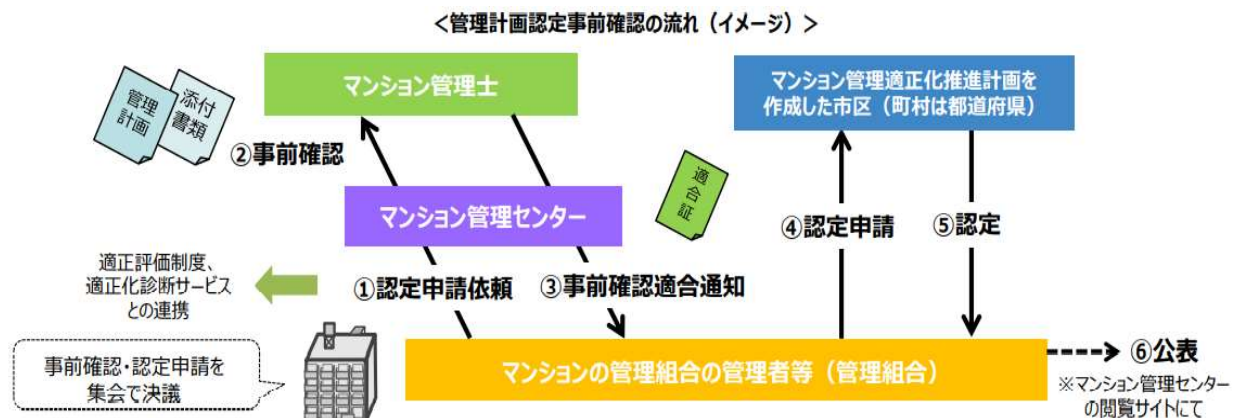 ＜管理計画認定事前確認の流れ（イメージ）＞
マンション管理士
マンション管理適正化推進計画を
作成した市区（町村は都道府県）
管理
計画
添付
書類
②事前確認
マンション管理センター
適合証
④認定申請
⑤認定
適正評価制度、
適正化診断サービス
との連携
①認定申請依頼
③事前確認適合通知
事前確認・認定申請を
集会で決議
マンションの管理組合の管理者等（管理組合）
⑥公表
※マンション管理センター
の閲覧サイトにて